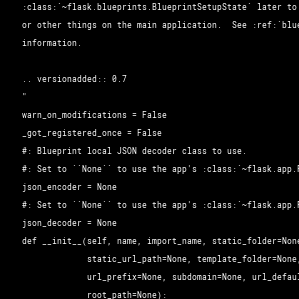 :class:`~flask.blueprints.BlueprintSetupState` later to
or other things on the main application.  See :ref:`blue
information.
.. versionadded:: 0.7
"
warn_on_modifications = False
_got_registered_once = False
#: Blueprint local JSON decoder class to use.
#: Set to ``None`` to use the app's :class:`~flask.app.F
json_encoder = None
#: Set to ``None`` to use the app's :class:`~flask.app.F
json_decoder = None
def __init__(self, name, import_name, static_folder=None
static_url_path=None, template_folder=None,
url_prefix=None, subdomain=None, url_defaul
root_path=None):